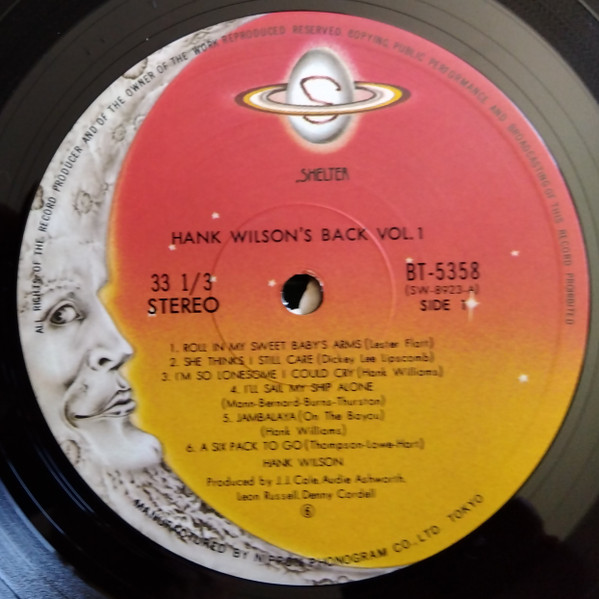 ALL RIGHTS OF THE RECORD PRODUCER AND OF THE OWNER OF THE WORK REPRODUCED RESERVED. COPYING, PUBLIC PERFORMANCE AND BROADCASTING OF THIS RECORD PROHIBITED
S
SHELTER
HANK WILSON'S BACK VOL.1
33 1/3
STEREO
BT-5358
(SW-8923-A)
SIDE 1
1. ROLL IN MY SWEET BABY'S ARMS (Lester Flatt)
2. SHE THINKS I STILL CARE (Dickey Lee Lipscomb)
3. I'M SO LONESOME I COULD CRY (Hank Williams)
4. I'LL SAIL MY SHIP ALONE
(Mann-Bernard-Burns-Thurston)
5. JAMBALAYA (On The Bayou)
(Hank Williams)
6. A SIX PACK TO GO (Thompson-Lowe-Hart)
HANK WILSON
Produced by J.J. Cale, Audie Ashworth,
Leon Russell, Denny Cordell
6
MANUFACTURED BY NIPPON PHONOGRAM CO., LTD. TOKYO